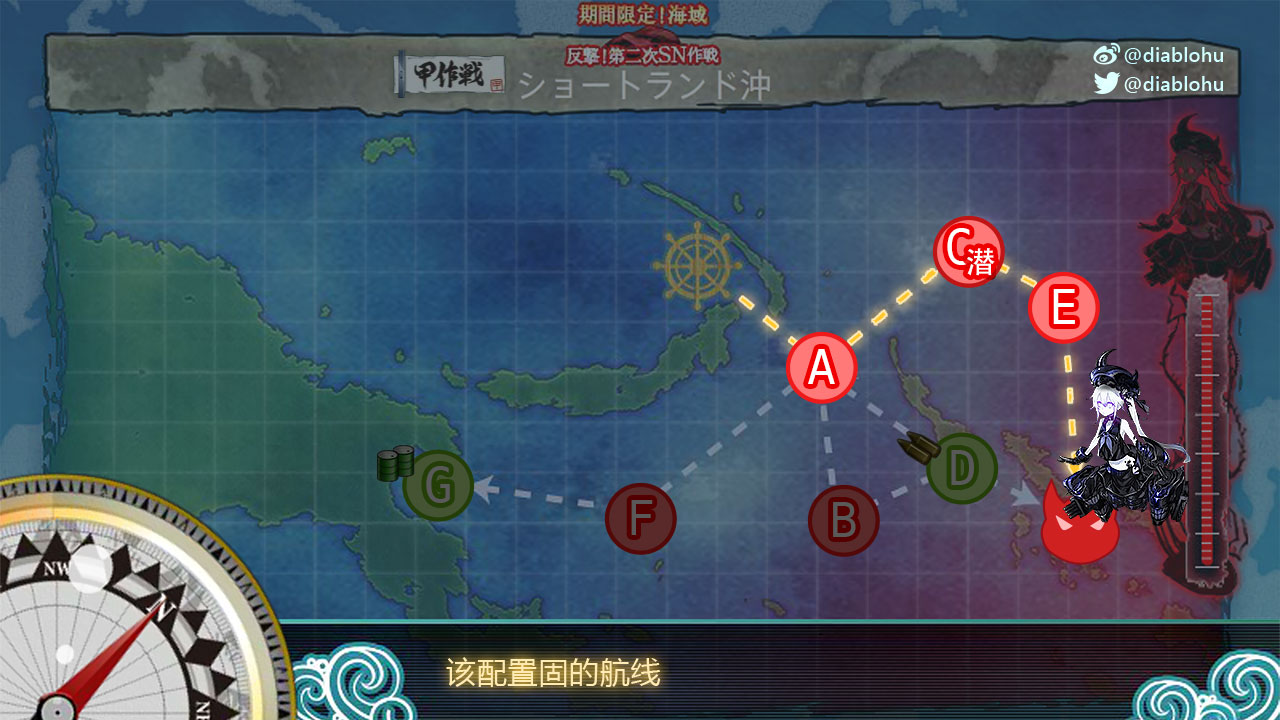 期間限定!海域
反撃!第二次SN作戦
甲作戦
ショートランド沖
@diablohu
@diablohu
C潜
E
A
D
G
F
B
NW
N
该配置固的航线